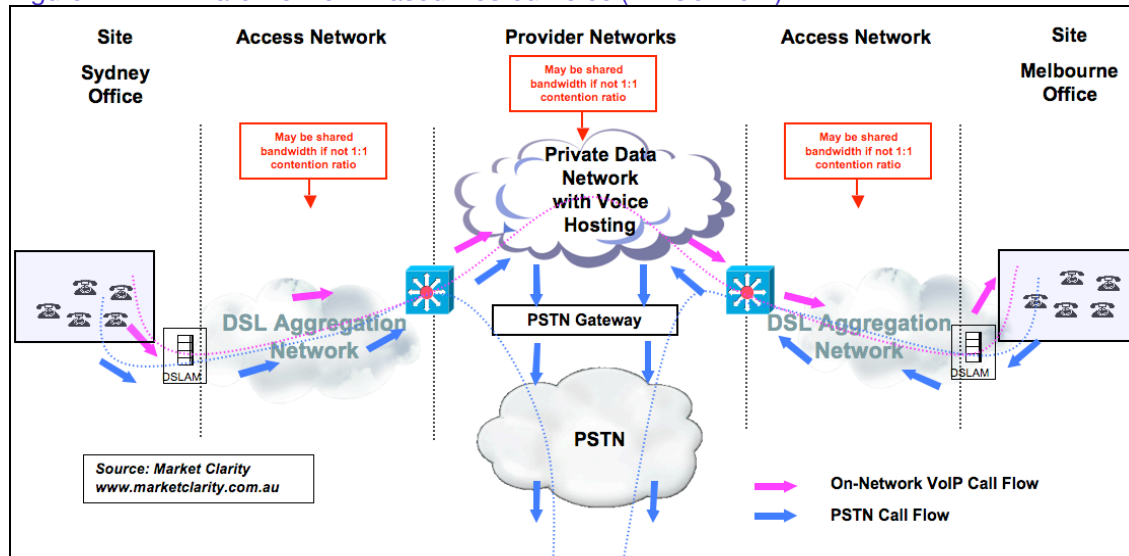 Site
Access Network
Provider Networks
Access Network
Site
Sydney
Office
Melbourne
Office
May be shared
bandwidth if not 1:1
contention ratio
May be shared
bandwidth if not 1:1
contention ratio
May be shared
bandwidth if not 1:1
contention ratio
Private Data
Network
with Voice
Hosting
DSL Aggregation
Network
PSTN Gateway
DSL Aggregation
Network
DSLAM
DSLAM
PSTN
Source: Market Clarity
www.marketclarity.com.au
On-Network VoIP Call Flow
PSTN Call Flow